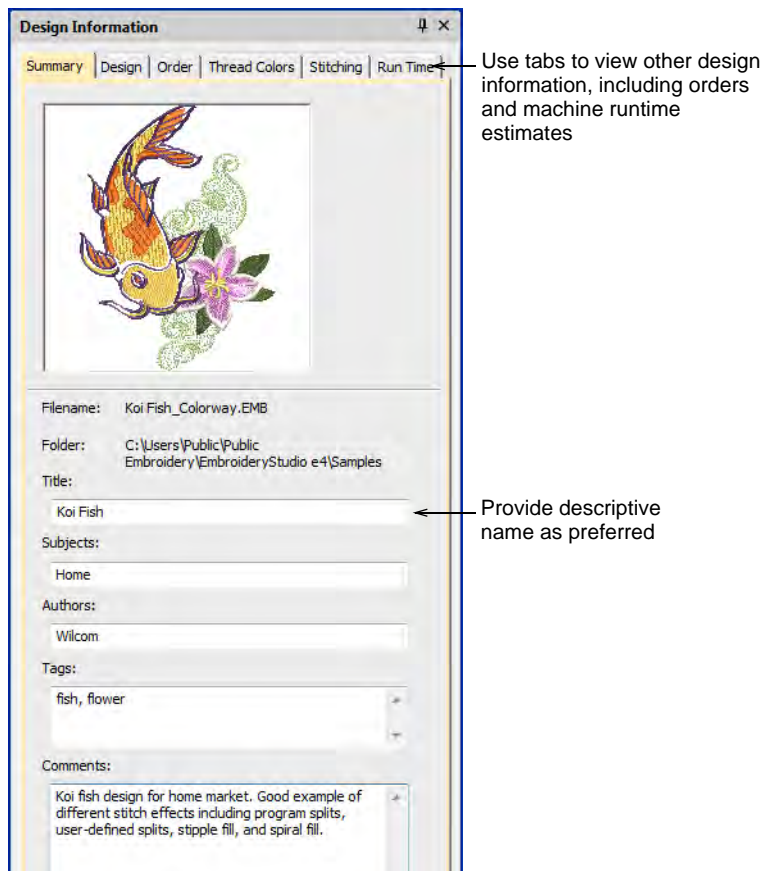 Design Information
Summary Design Order Thread Colors Stitching Run Time
Use tabs to view other design
information, including orders
and machine runtime
estimates
Filename: Koi Fish_Colorway.EMB
Folder: C:\Users\Public\Public
Embroidery\EmbroideryStudio e4\Samples
Title:
Koi Fish
Provide descriptive
name as preferred
Subjects:
Home
Authors:
Wilcom
Tags:
fish, flower
Comments:
Koi fish design for home market. Good example of
different stitch effects including program splits,
user-defined splits, stipple fill, and spiral fill.